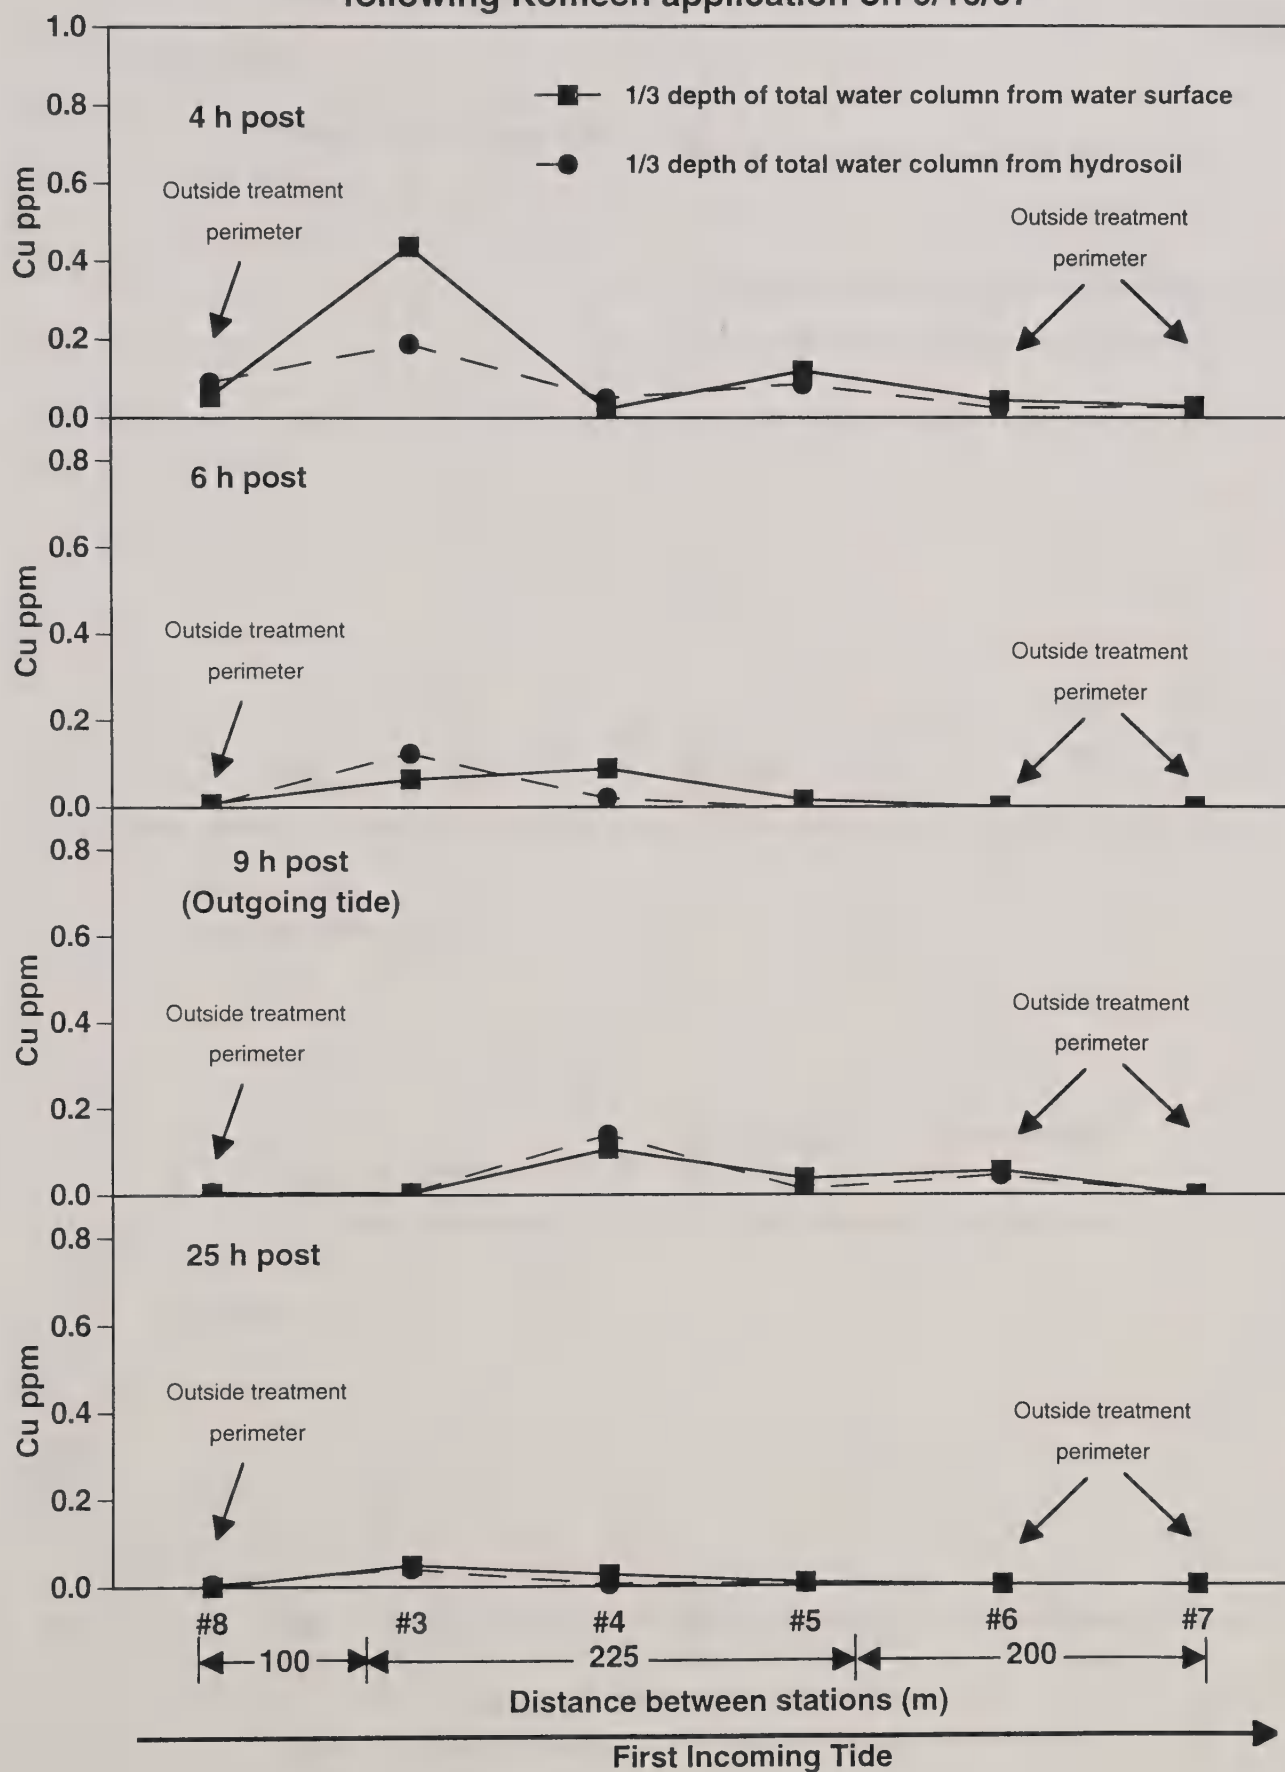 following Komeen application on
1.0
1/3 depth of total water column from water surface
0.8
4 h post
1/3 depth of total water column from hydrosoil
Cu ppm
0.6
Outside treatment
perimeter
Outside treatment
perimeter
0.4
0.2
0.0
0.8
6 h post
Cu ppm
0.6
0.4
Outside treatment
perimeter
Outside treatment
perimeter
0.2
0.0
0.8
9 h post
(Outgoing tide)
Cu ppm
0.6
0.4
Outside treatment
perimeter
Outside treatment
perimeter
0.2
0.0
0.8
25 h post
Cu ppm
0.6
0.4
Outside treatment
perimeter
Outside treatment
perimeter
0.2
0.0
#8 #3 #4 #5 #6 #7
100 225 200
Distance between stations (m)
First Incoming Tide